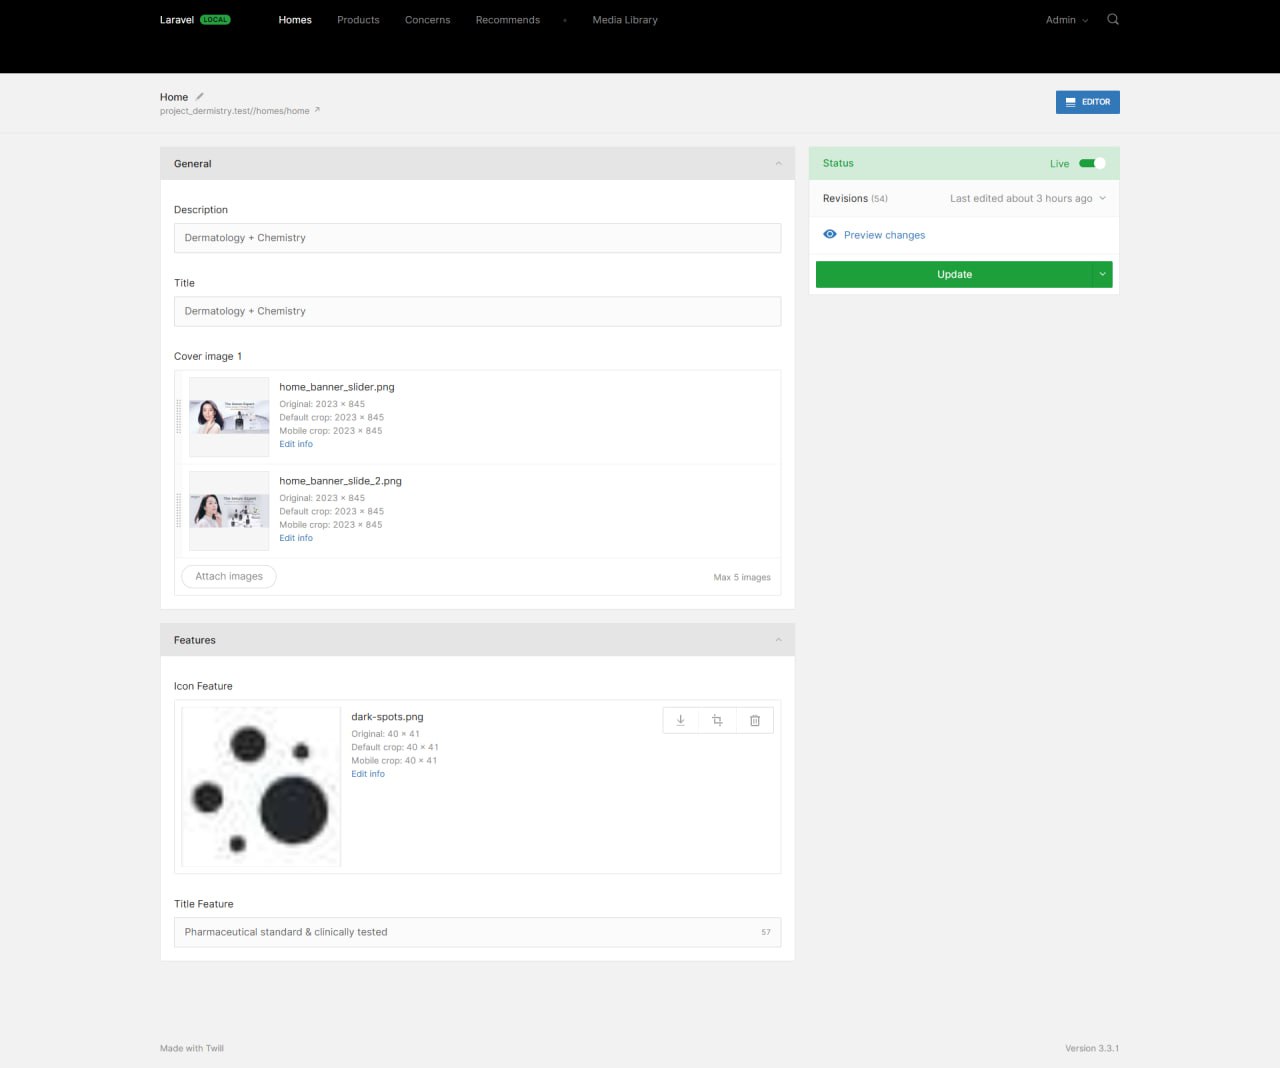 Laravel LOCAL Homes Products Concerns Recommends • Media Library Admin
Home
project_dermistry.test//homes/home
EDITOR
General
Description
Dermatology + Chemistry
Title
Dermatology + Chemistry
Cover image 1
home_banner_slider.png
Original: 2023 × 845
Default crop: 2023 × 845
Mobile crop: 2023 × 845
Edit info
home_banner_slide_2.png
Original: 2023 × 845
Default crop: 2023 × 845
Mobile crop: 2023 × 845
Edit info
Attach images
Max 5 images
Features
Icon Feature
dark-spots.png
Original: 40 × 41
Default crop: 40 × 41
Mobile crop: 40 × 41
Edit info
Title Feature
Pharmaceutical standard & clinically tested 57
Status Live
Revisions (54) Last edited about 3 hours ago
Preview changes
Update
Made with Twill
Version 3.3.1